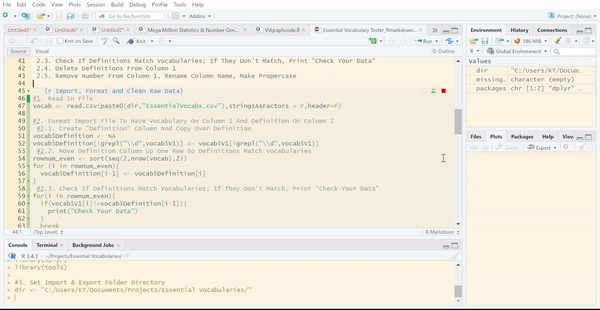 File Edit Code View Plots Session Build Debug Profile Tools Help
Go to file/function
Addins
Project: (None)
Untitled5*
Untitled6*
Untitled7*
Mega Million Statistics & Number Gen...
PVgraphcode.R
Essential Vocabulary Tester_Rmarkdown...
Knit on Save
Knit
Run
Source Visual
Outline
41 2.3. Check If Definitions Match Vocabularies; If They Don't Match, Print "Check Your Data"
42 2.4. Delete Definitions From Column 1
43 2.5. Remove Number From Column 1, Rename Column Name, Make Propercase
44
45 {r Import, Format and Clean Raw Data}
46 #1. Read In File
47 vocab <- read.csv(paste0(dir,"EssentialVocabs.csv"),stringsAsFactors = F,header=F)
48
49 #2. Format Import File To Have Vocabulary On Column 1 And Definition On Column 2
50 #2.1. Create "Definition" Column And Copy Over Definition
51 vocab$Definition <- NA
52 vocab$Definition[!grepl("\\d",vocab$V1)] <- vocab$V1[!grepl("\\d",vocab$V1)]
53 #2.2. Move Definition Column Up One Row So Definitions Match Vocabularies
54 rownum_even <- sort(seq(2,nrow(vocab),2))
55 for (i in rownum_even){
56 vocab$Definition[i-1] <- vocab$Definition[i]
57 }
58 #2.3. Check If Definitions Match Vocabularies; If They Don't Match, Print "Check Your Data"
59 for(i in rownum_even){
60 if(vocab$V1[i]!=vocab$Definition[i-1]){
61 print("Check Your Data")
62 }
63 break
44:1 (Top Level)
R Markdown
Console Terminal Background Jobs
R 3.4.1 · ~/Projects/Essential Vocabularies/
> library(tools)
>
> #3. Set Import & Export Folder Directory
> dir <- "C:/Users/KT/Documents/Projects/Essential Vocabularies/"
>
Environment History Connections
186 MiB
R Global Environment
Values
dir "C:/Users/KT/Docum...
missing... character (empty)
packages chr [1:2] "dplyr" ...
Files Plots Packages
Export